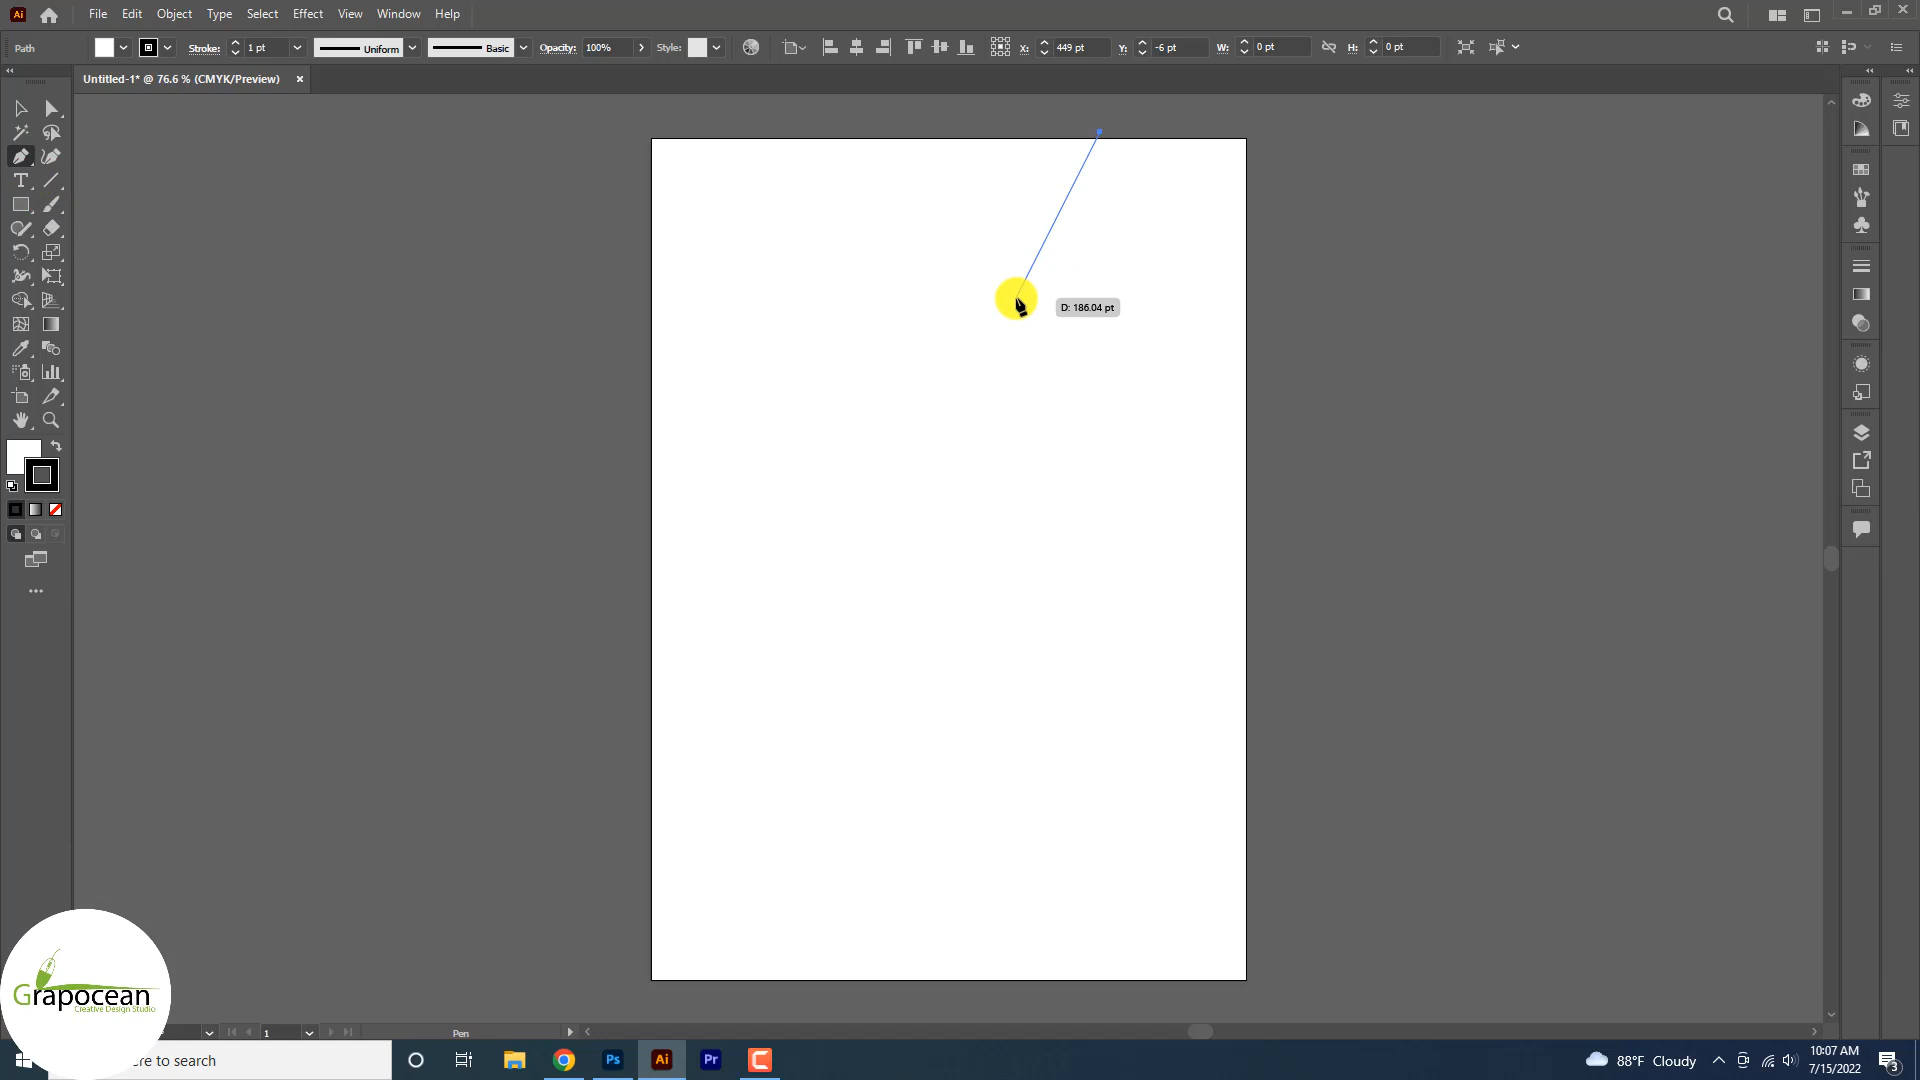 Ai File Edit Object Type Select Effect View Window Help
Path Stroke: 1 pt Uniform Basic Opacity: 100% Style: X: 449 pt Y: -6 pt W: 0 pt H: 0 pt
Untitled-1* @ 76.6 % (CMYK/Preview) ×
D: 186.04 pt
Grapocean
Creative Design Studio
1 Pen
ere to search Ps Ai Pr 88°F Cloudy 10:07 AM
7/15/2022 3